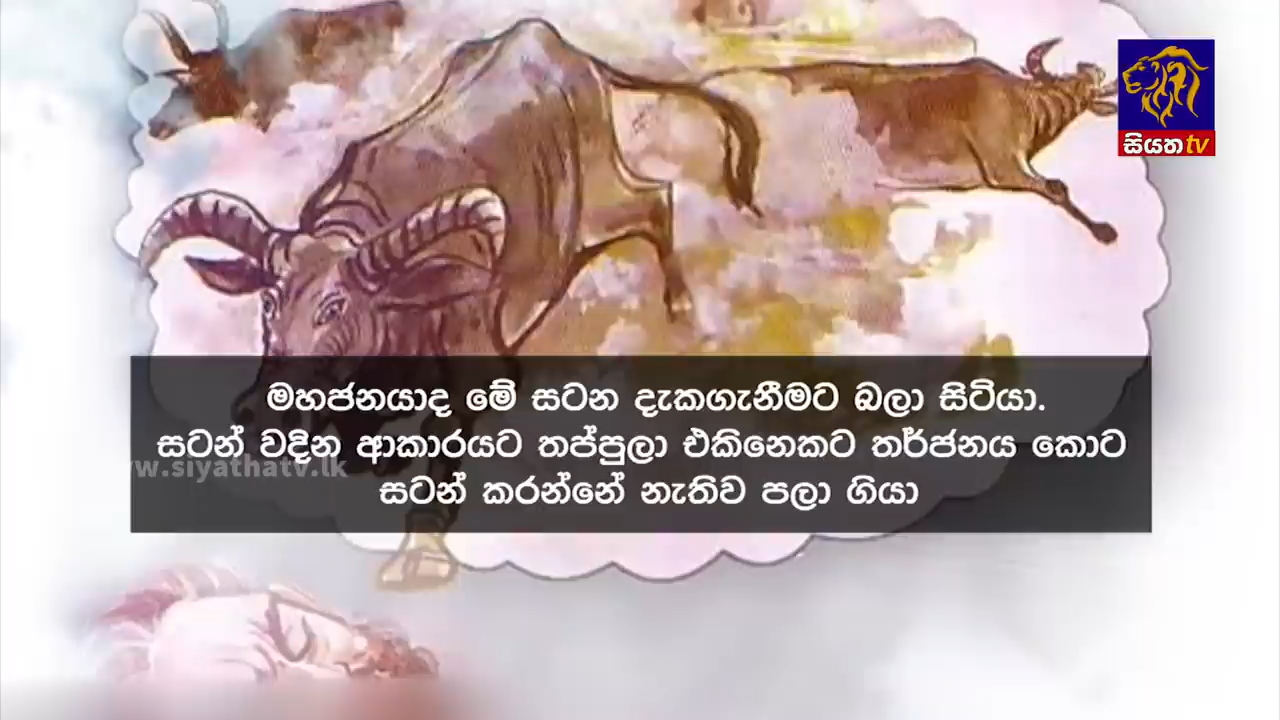 සියත tv
මහජනයාද මේ සටන දැකගැනීමට බලා සිටියා.
සටන් වදින ආකාරයට තප්පුලා එකිනෙකට තර්ජනය කොට
www.siyathatv.lk
සටන් කරන්නේ නැතිව පලා ගියා